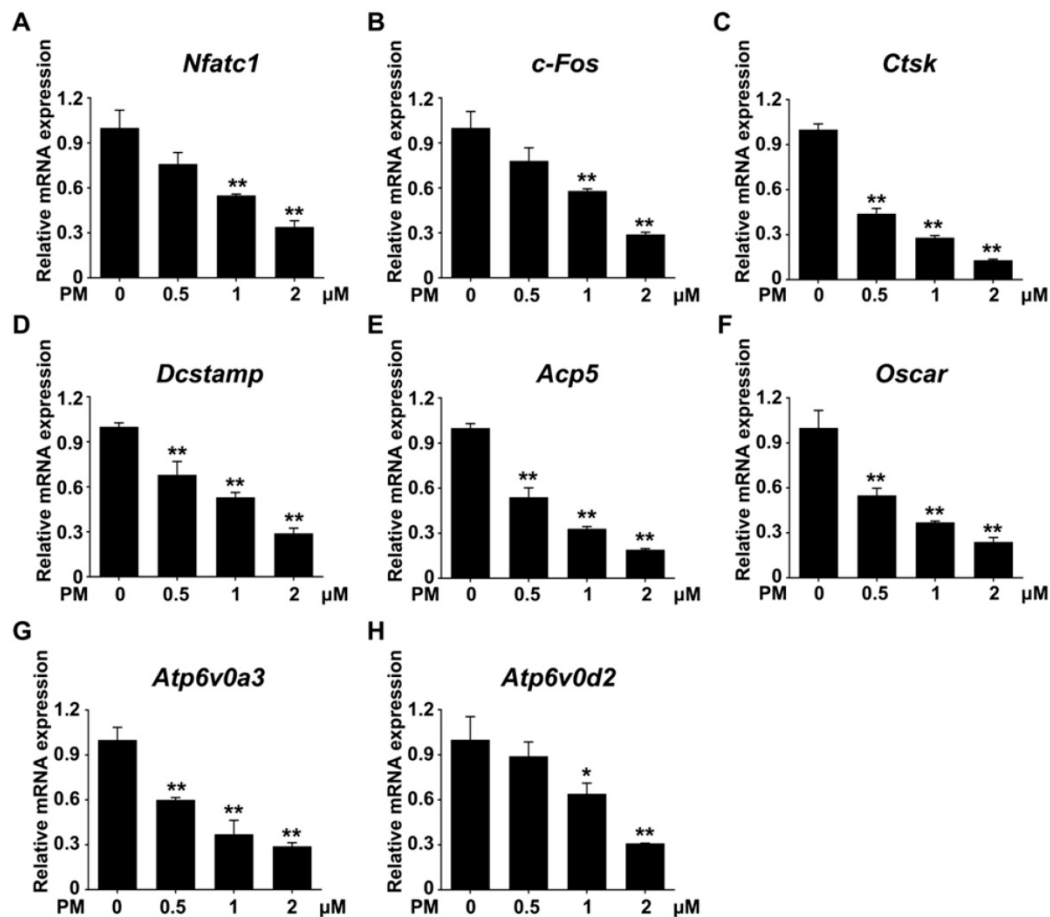 A
Nfatc1
Relative mRNA expression
1.2
0.9
0.6
0.3
0
**
**
PM 0 0.5 1 2 µM
B
c-Fos
Relative mRNA expression
1.2
0.9
0.6
0.3
0
**
**
PM 0 0.5 1 2 µM
C
Ctsk
Relative mRNA expression
1.2
0.9
0.6
0.3
0
**
**
**
PM 0 0.5 1 2 µM
D
Dcstamp
Relative mRNA expression
1.2
0.9
0.6
0.3
0
**
**
**
PM 0 0.5 1 2 µM
E
Acp5
Relative mRNA expression
1.2
0.9
0.6
0.3
0
**
**
**
PM 0 0.5 1 2 µM
F
Oscar
Relative mRNA expression
1.2
0.9
0.6
0.3
0
**
**
**
PM 0 0.5 1 2 µM
G
Atp6v0a3
Relative mRNA expression
1.2
0.9
0.6
0.3
0
**
**
**
PM 0 0.5 1 2 µM
H
Atp6v0d2
Relative mRNA expression
1.2
0.9
0.6
0.3
0
*
**
PM 0 0.5 1 2 µM